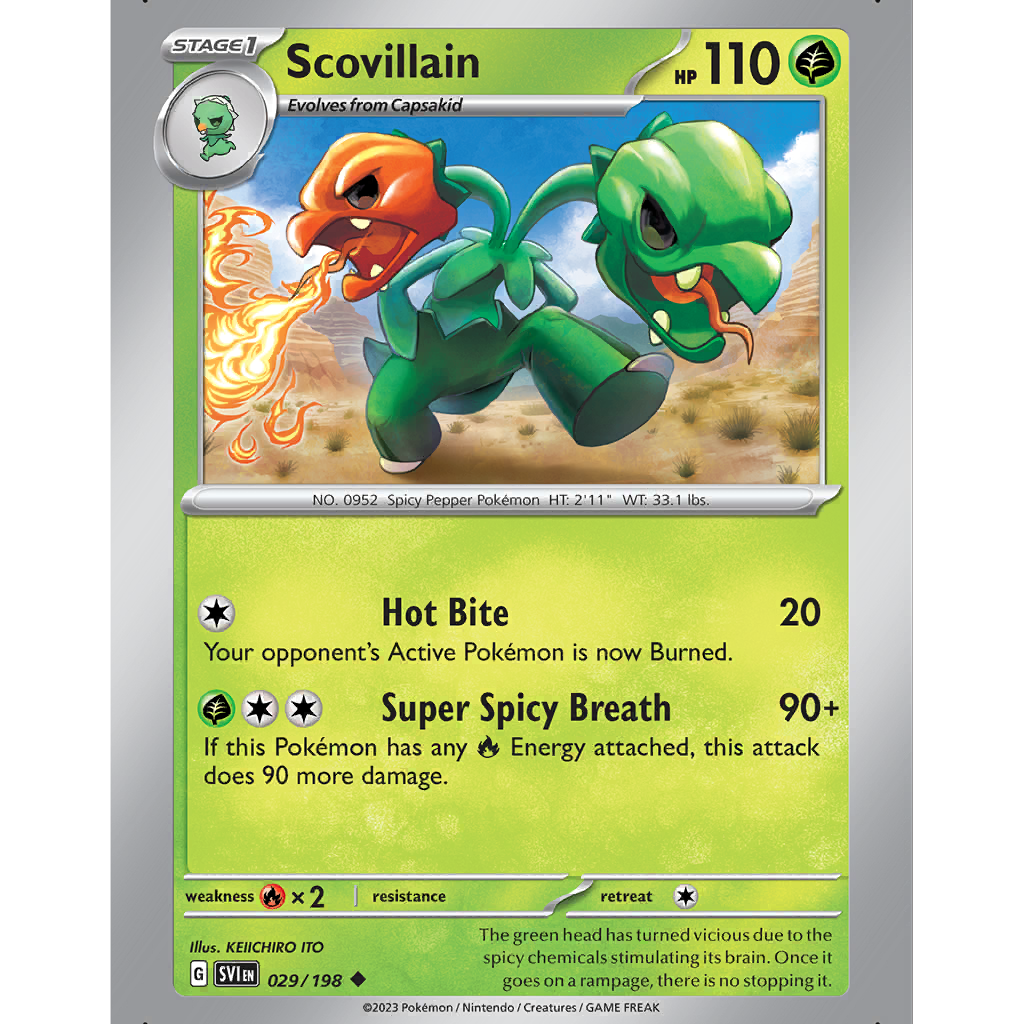 STAGE1
Scovillain
HP 110
Evolves from Capsakid
NO. 0952 Spicy Pepper Pokémon HT: 2'11" WT: 33.1 lbs.
Hot Bite 20
Your opponent's Active Pokémon is now Burned.
Super Spicy Breath 90+
If this Pokémon has any Energy attached, this attack
does 90 more damage.
weakness ×2 resistance retreat
Illus. KEIICHIRO ITO
G SVI EN 029/198
The green head has turned vicious due to the
spicy chemicals stimulating its brain. Once it
goes on a rampage, there is no stopping it.
©2023 Pokémon / Nintendo / Creatures / GAME FREAK